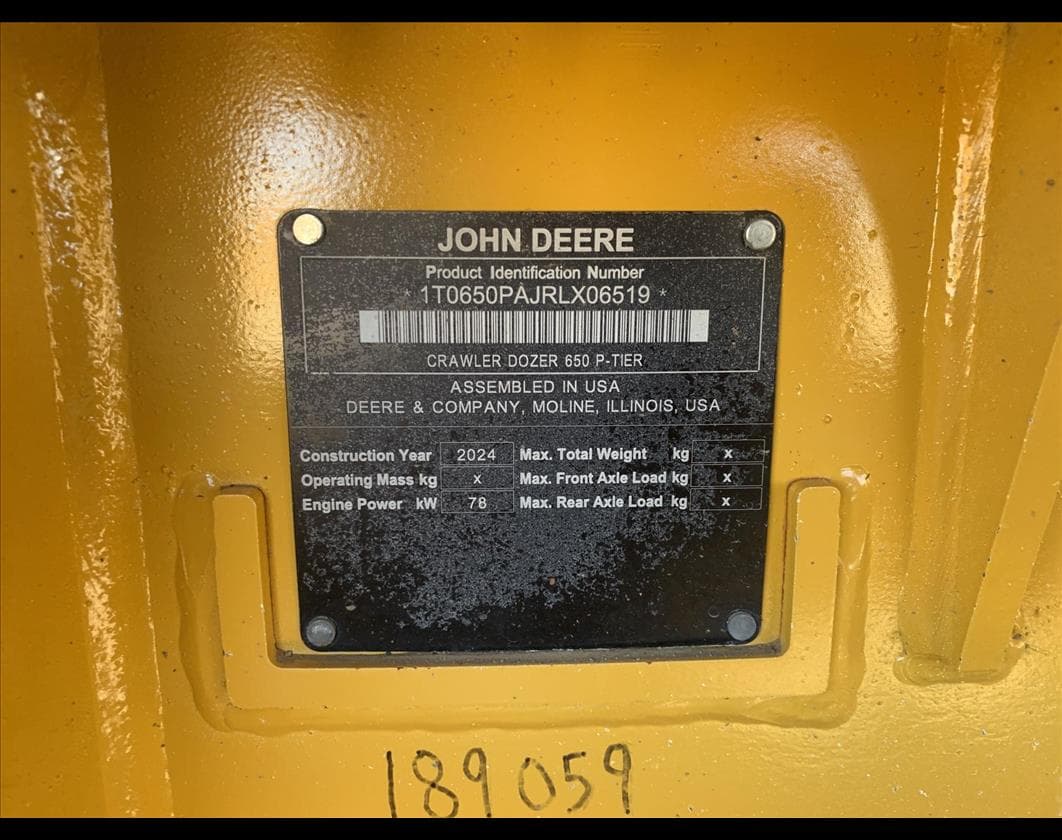 JOHN DEERE
Product Identification Number
* 1T0650PAJRLX06519 *
CRAWLER DOZER 650 P-TIER
ASSEMBLED IN USA
DEERE & COMPANY, MOLINE, ILLINOIS, USA
Construction Year 2024 Max. Total Weight kg x
Operating Mass kg x Max. Front Axle Load kg x
Engine Power kW 78 Max. Rear Axle Load kg x
189059